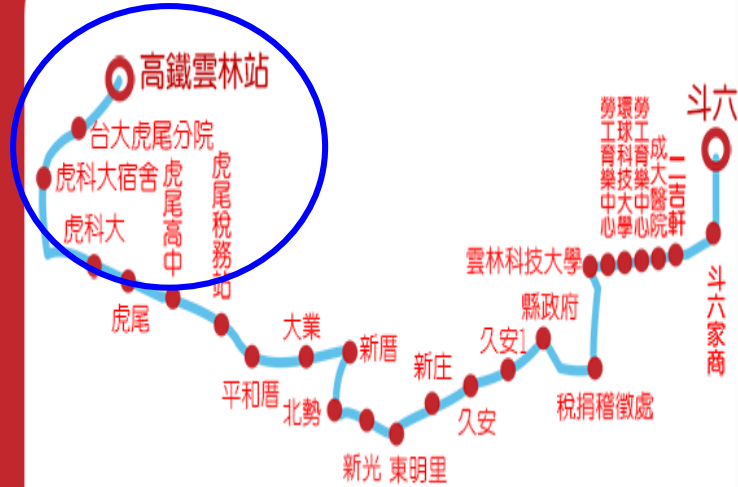 高鐵雲林站
台大虎尾分院
虎科大宿舍
虎科大
虎尾
虎尾高中
虎尾稅務站
平和厝
大業
新厝
北勢
新光
東明里
新庄
久安
久安1
縣政府
稅捐稽徵處
雲林科技大學
勞工育樂中心
環球科技大學
勞工育樂中心
成大醫院
二吉軒
斗六家商
斗六